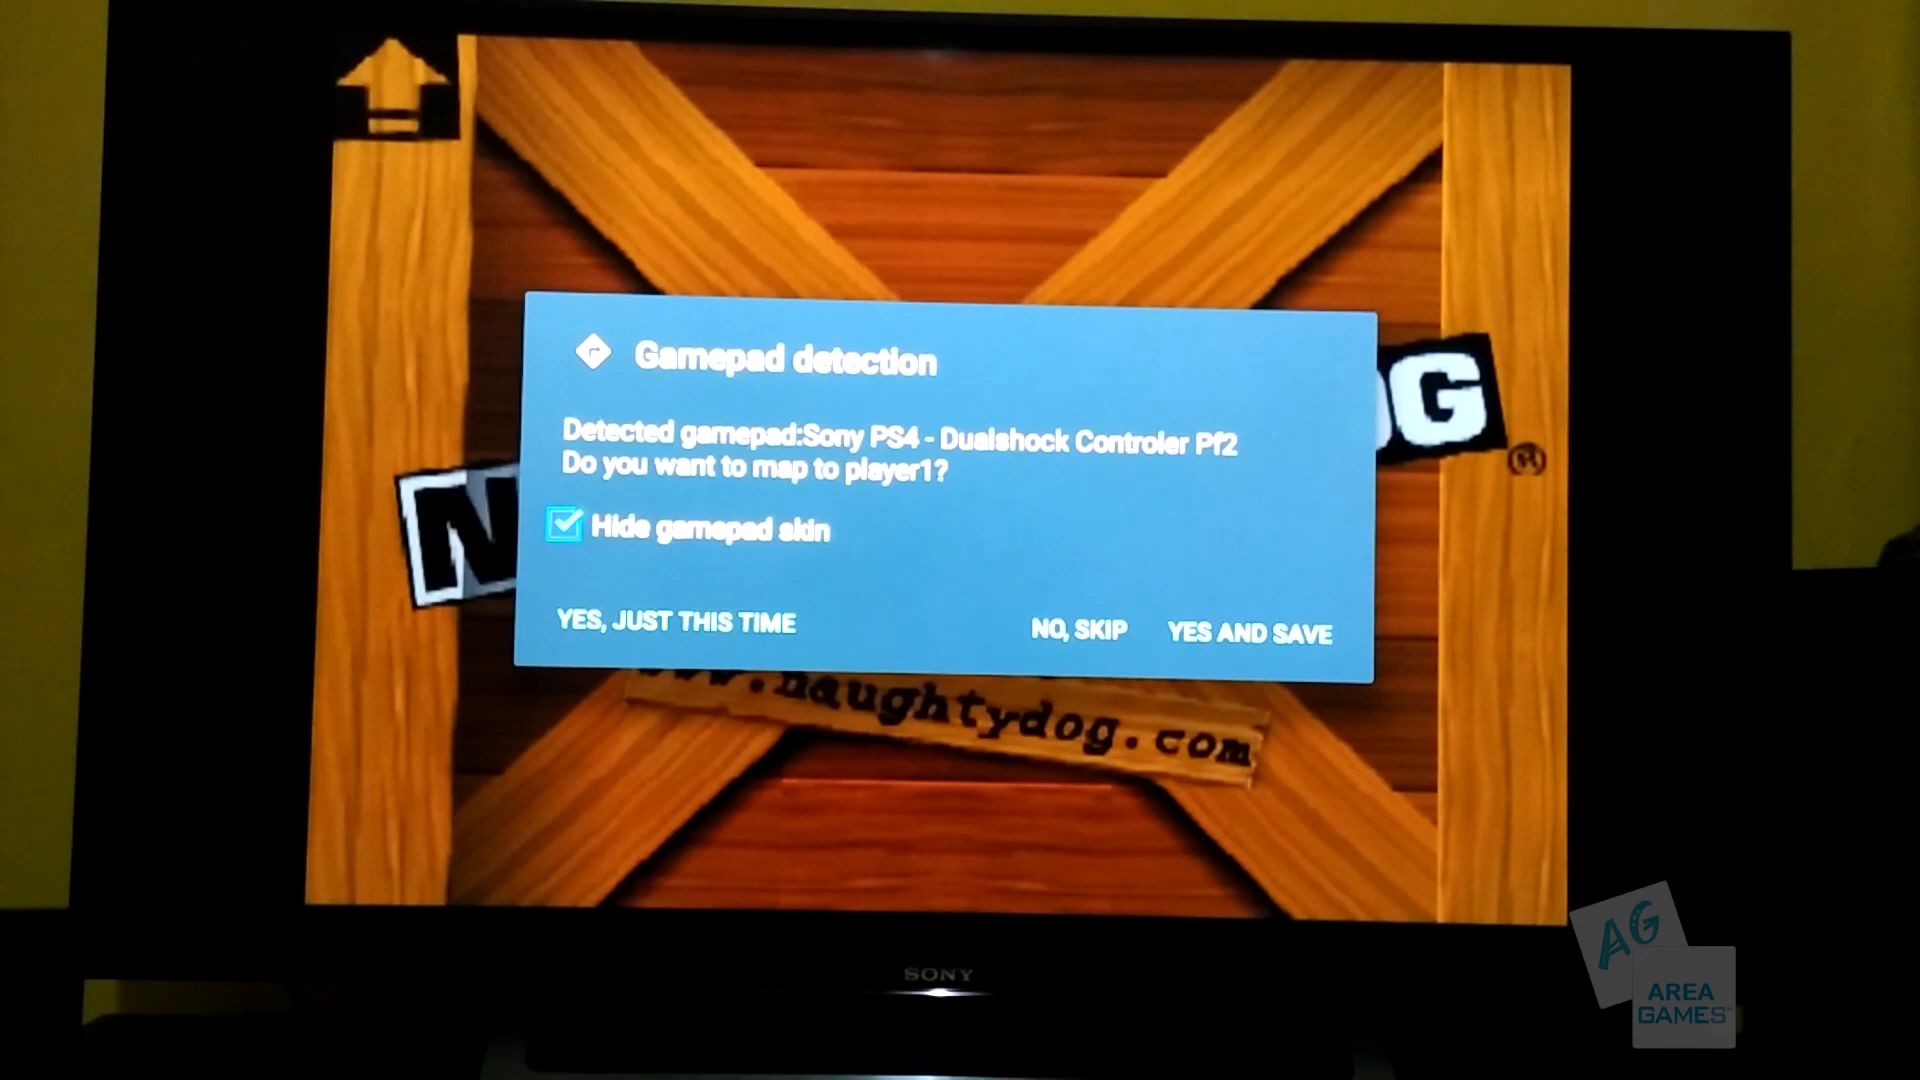 Gamepad detection
Detected gamepad:Sony PS4 - Dualshock Controler Pf2
Do you want to map to player1?
Hide gamepad skin
YES, JUST THIS TIME
NO, SKIP
YES AND SAVE
N
G
®
www.naughtydog.com
SONY
AG
AREA
GAMES™